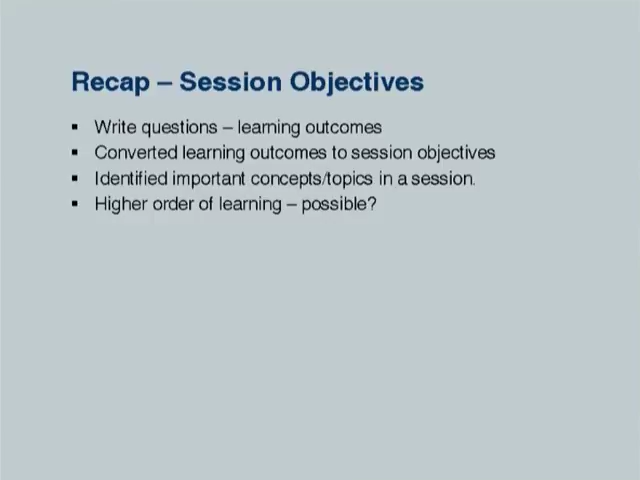 Recap – Session Objectives
▪ Write questions – learning outcomes
▪ Converted learning outcomes to session objectives
▪ Identified important concepts/topics in a session.
▪ Higher order of learning – possible?